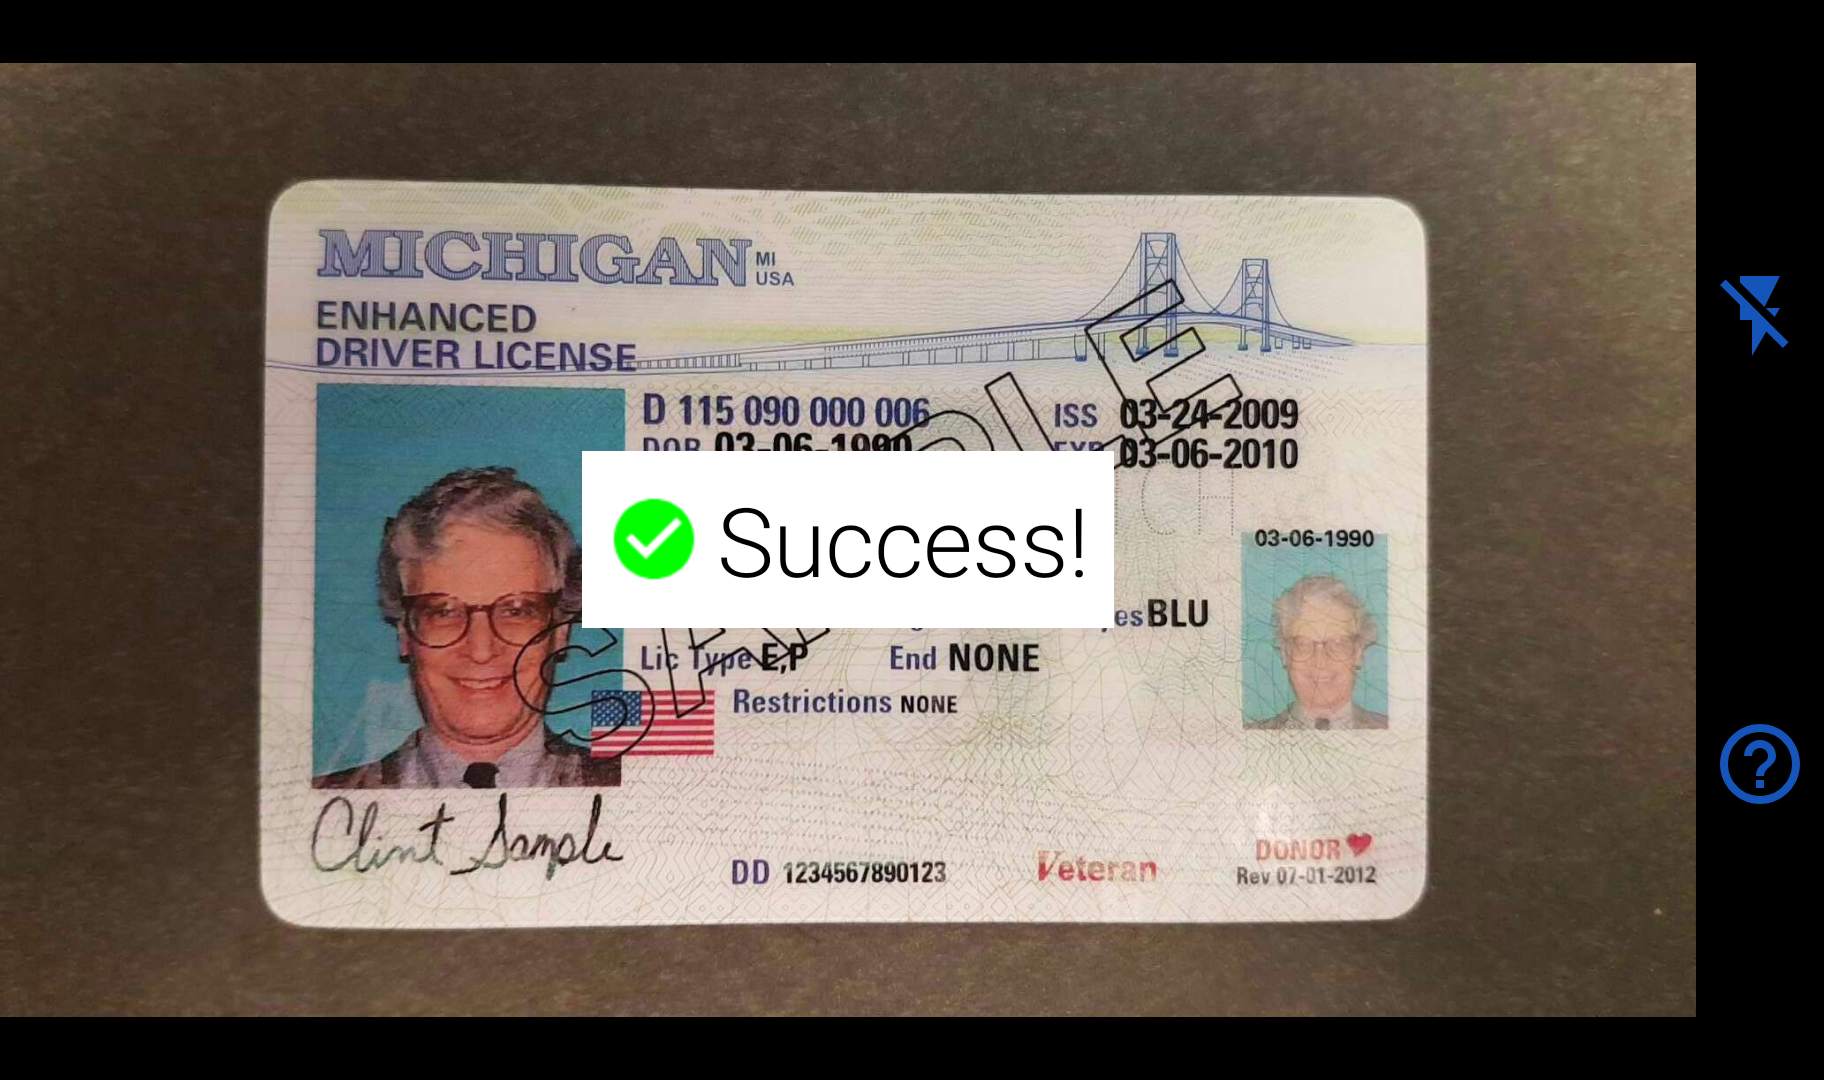 MICHIGAN MI USA
ENHANCED
DRIVER LICENSE
D 115 090 000 006 ISS 03-24-2009
DOB 03-06-1990 EXP 03-06-2010
Success!
03-06-1990
BLU
Lic Type E,P End NONE
Restrictions NONE
SAMPLE
Clint Sample
DD 1234567890123 Veteran DONOR
Rev 07-01-2012